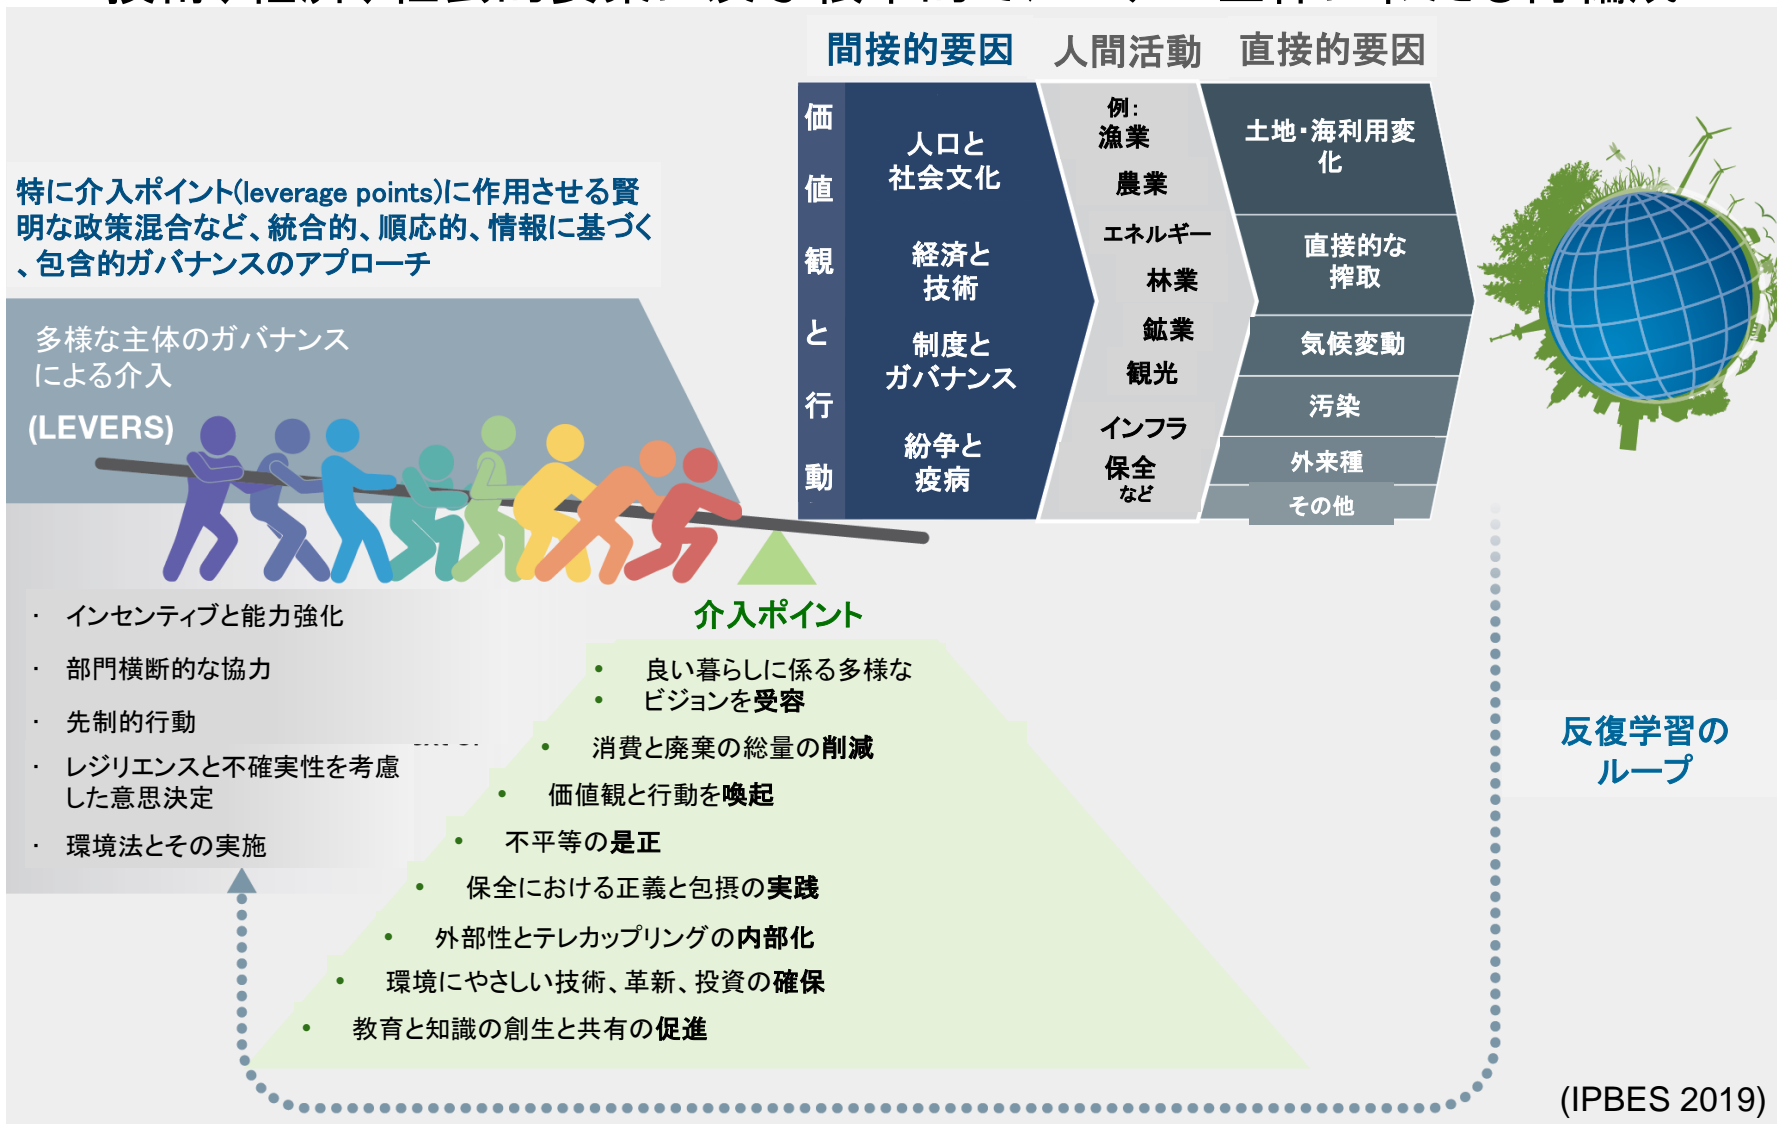 間接的要因
人間活動
直接的要因
特に介入ポイント(leverage points)に作用させる賢
明な政策混合など、統合的、順応的、情報に基づく
、包含的ガバナンスのアプローチ
多様な主体のガバナンス
による介入
(LEVERS)
価値観と行動
人口と
社会文化
経済と
技術
制度と
ガバナンス
紛争と
疫病
例:
漁業
農業
エネルギー
林業
鉱業
観光
インフラ
保全
など
土地・海利用変
化
直接的な
搾取
気候変動
汚染
外来種
その他
・ インセンティブと能力強化
・ 部門横断的な協力
・ 先制的行動
・ レジリエンスと不確実性を考慮
した意思決定
・ 環境法とその実施
介入ポイント
• 良い暮らしに係る多様な
• ビジョンを受容
• 消費と廃棄の総量の削減
• 価値観と行動を喚起
• 不平等の是正
• 保全における正義と包摂の実践
• 外部性とテレカップリングの内部化
• 環境にやさしい技術、革新、投資の確保
• 教育と知識の創生と共有の促進
反復学習の
ループ
(IPBES 2019)